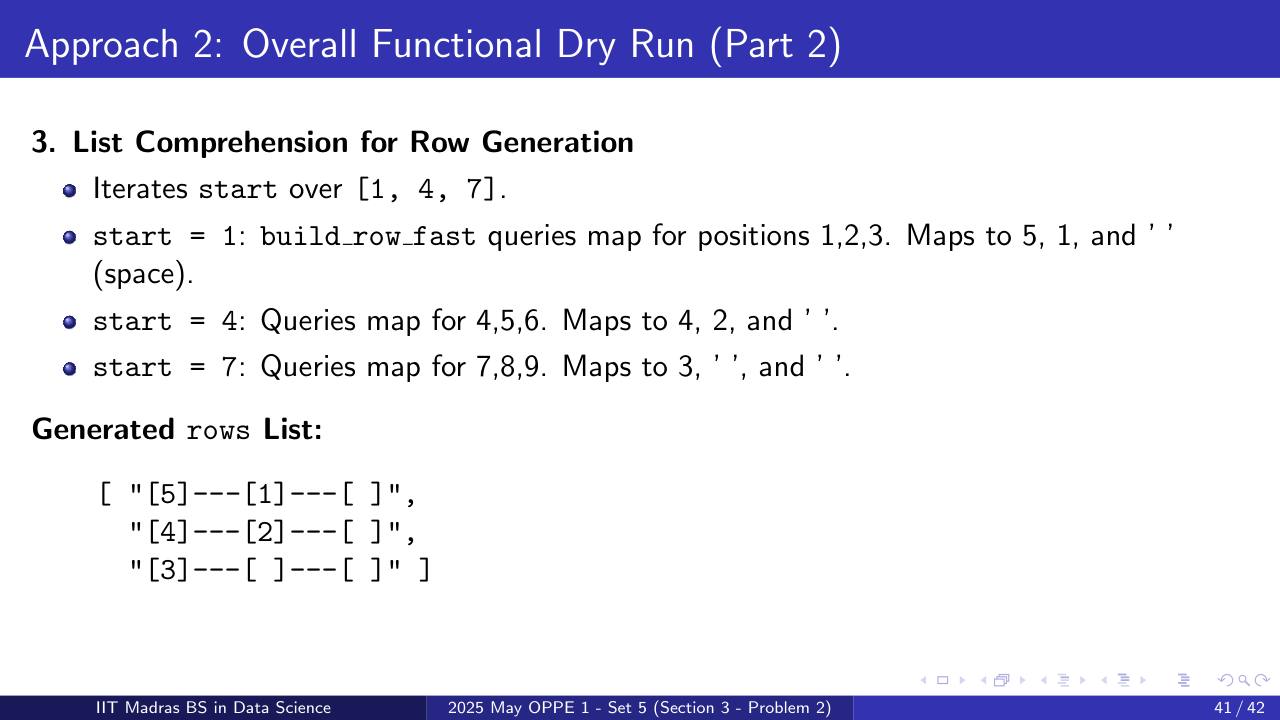 Approach 2: Overall Functional Dry Run (Part 2)
3. List Comprehension for Row Generation
Iterates start over [1, 4, 7].
start = 1: build_row_fast queries map for positions 1,2,3. Maps to 5, 1, and ' '
(space).
start = 4: Queries map for 4,5,6. Maps to 4, 2, and ' '.
start = 7: Queries map for 7,8,9. Maps to 3, ' ', and ' '.
Generated rows List:
[ "[5]---[1]---[ ]",
"[4]---[2]---[ ]",
"[3]---[ ]---[ ]" ]
IIT Madras BS in Data Science
2025 May OPPE 1 - Set 5 (Section 3 - Problem 2)
41 / 42